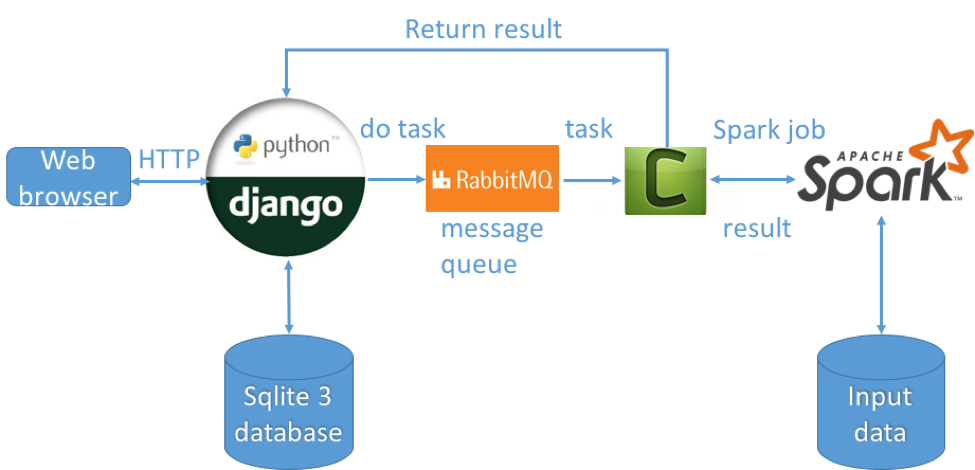 Return result
python™
django
do task
task
Spark job
Web
browser
HTTP
RabbitMQ
C
APACHE
Spark™
message
queue
result
Sqlite 3
database
Input
data